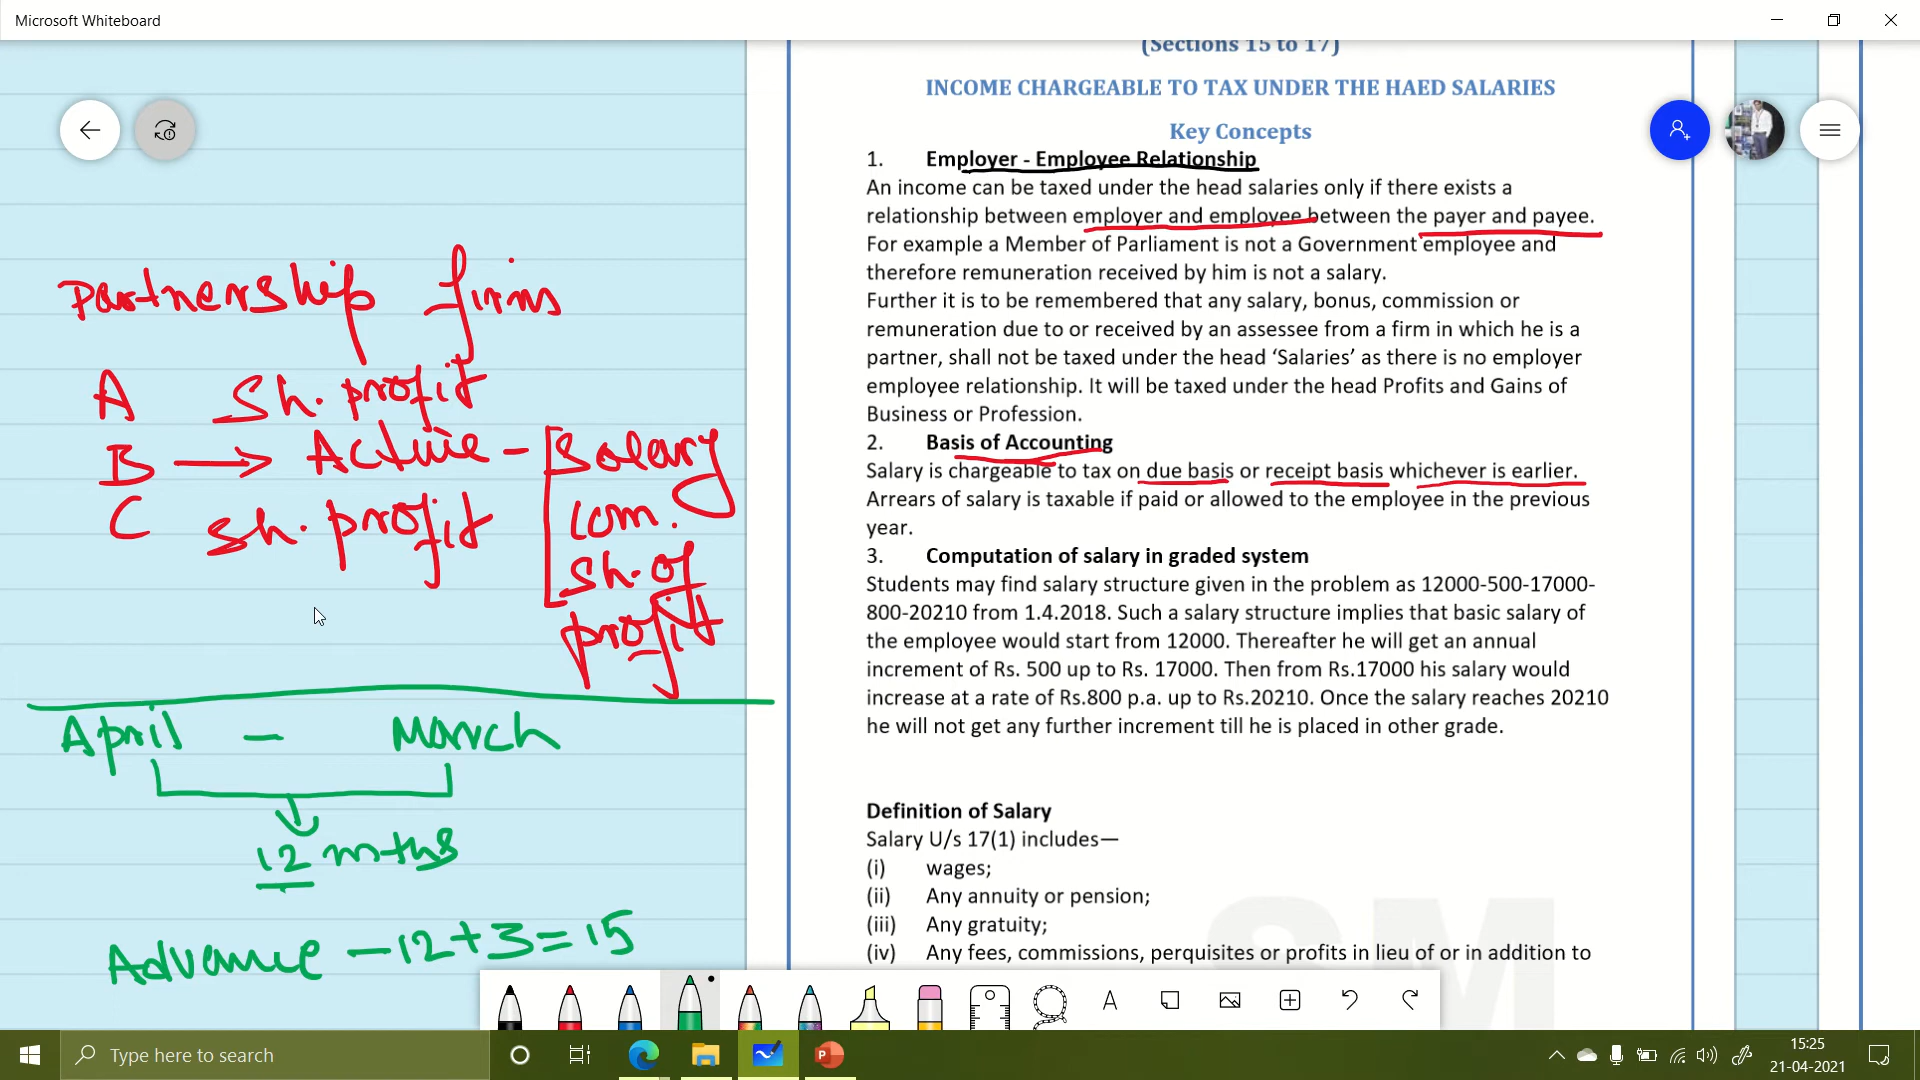 Microsoft Whiteboard
Partnership firms
A Sh. profit
B → Active - Salary
com.
Sh. of
profit
C Sh. profit
April - March
12 mths
Advance - 12+3=15
(Sections 15 to 17)
INCOME CHARGEABLE TO TAX UNDER THE HAED SALARIES
Key Concepts
1. Employer - Employee Relationship
An income can be taxed under the head salaries only if there exists a
relationship between employer and employee between the payer and payee.
For example a Member of Parliament is not a Government employee and
therefore remuneration received by him is not a salary.
Further it is to be remembered that any salary, bonus, commission or
remuneration due to or received by an assessee from a firm in which he is a
partner, shall not be taxed under the head ‘Salaries’ as there is no employer
employee relationship. It will be taxed under the head Profits and Gains of
Business or Profession.
2. Basis of Accounting
Salary is chargeable to tax on due basis or receipt basis whichever is earlier.
Arrears of salary is taxable if paid or allowed to the employee in the previous
year.
3. Computation of salary in graded system
Students may find salary structure given in the problem as 12000-500-17000-
800-20210 from 1.4.2018. Such a salary structure implies that basic salary of
the employee would start from 12000. Thereafter he will get an annual
increment of Rs. 500 up to Rs. 17000. Then from Rs.17000 his salary would
increase at a rate of Rs.800 p.a. up to Rs.20210. Once the salary reaches 20210
he will not get any further increment till he is placed in other grade.
Definition of Salary
Salary U/s 17(1) includes—
(i) wages;
(ii) Any annuity or pension;
(iii) Any gratuity;
(iv) Any fees, commissions, perquisites or profits in lieu of or in addition to
SM
Type here to search
15:25
21-04-2021